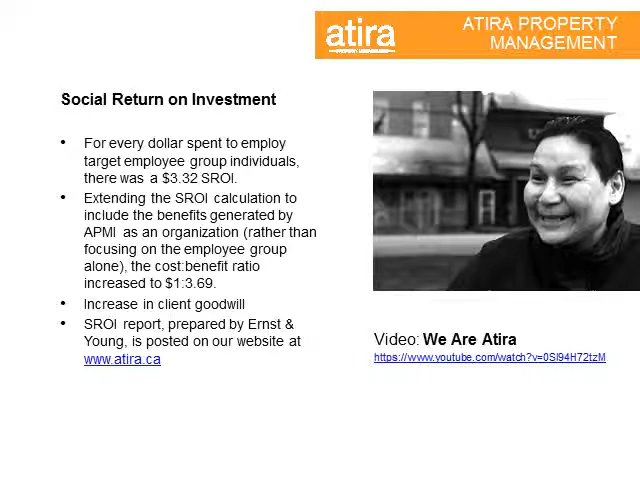 atira
ATIRA PROPERTY
MANAGEMENT
Social Return on Investment
• For every dollar spent to employ
target employee group individuals,
there was a $3.32 SROI.
• Extending the SROI calculation to
include the benefits generated by
APMI as an organization (rather than
focusing on the employee group
alone), the cost:benefit ratio
increased to $1:3.69.
• Increase in client goodwill
• SROI report, prepared by Ernst &
Young, is posted on our website at
www.atira.ca
Video: We Are Atira
https://www.youtube.com/watch?v=0Sl94H72tzM